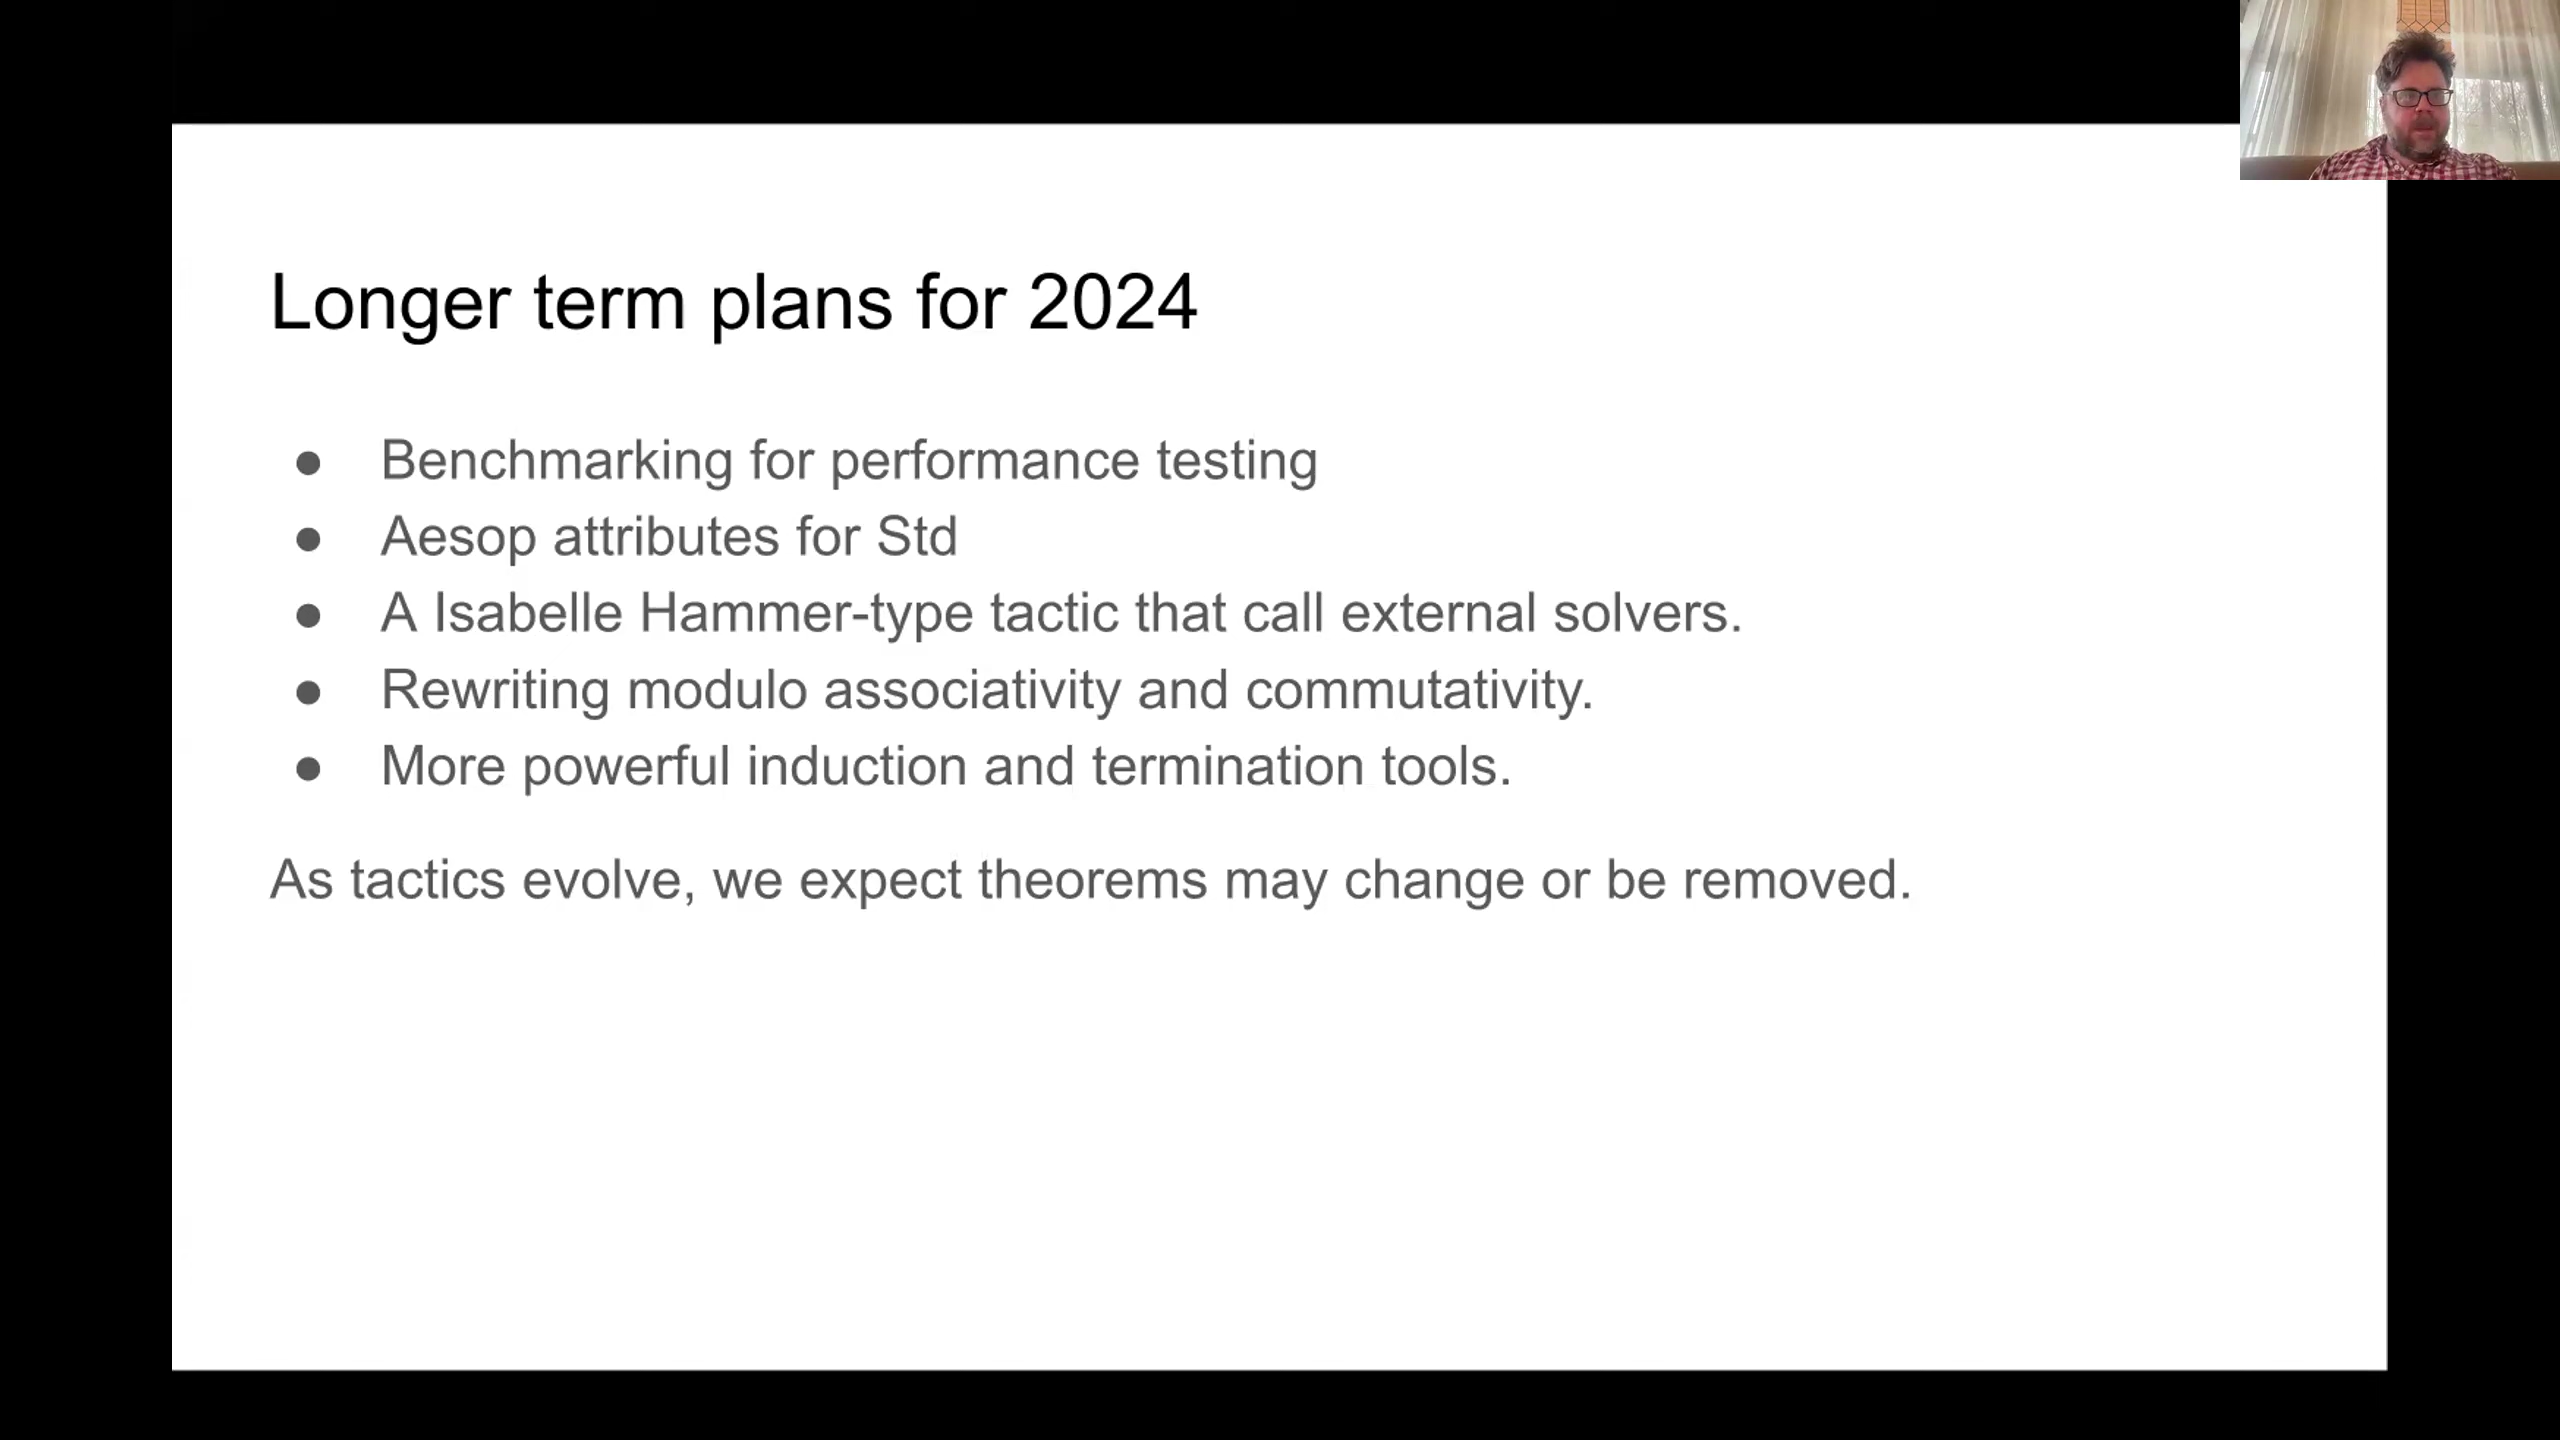 Longer term plans for 2024
● Benchmarking for performance testing
● Aesop attributes for Std
● A Isabelle Hammer-type tactic that call external solvers.
● Rewriting modulo associativity and commutativity.
● More powerful induction and termination tools.
As tactics evolve, we expect theorems may change or be removed.